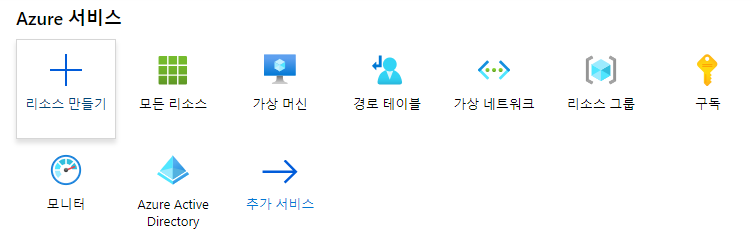 Azure 서비스
리소스 만들기
모든 리소스
가상 머신
경로 테이블
가상 네트워크
리소스 그룹
구독
모니터
Azure Active
Directory
추가 서비스